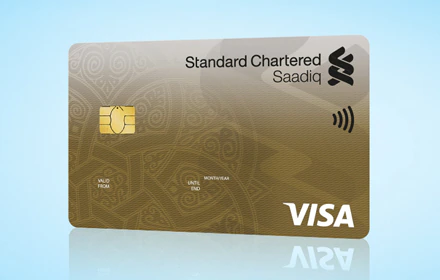 Standard Chartered
Saadiq
VALID
FROM
UNTIL
END
MONTH/YEAR
VISA